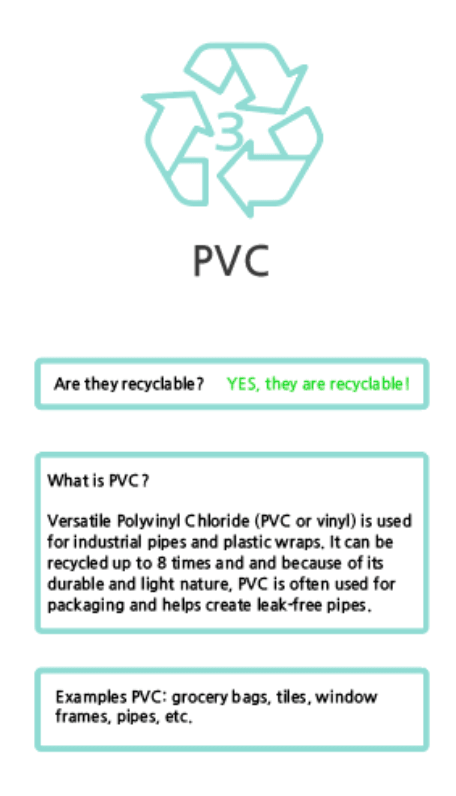 3
PVC
Are they recyclable? YES, they are recyclable!
What is PVC?
Versatile Polyvinyl Chloride (PVC or vinyl) is used
for industrial pipes and plastic wraps. It can be
recycled up to 8 times and and because of its
durable and light nature, PVC is often used for
packaging and helps create leak-free pipes.
Examples PVC: grocery bags, tiles, window
frames, pipes, etc.